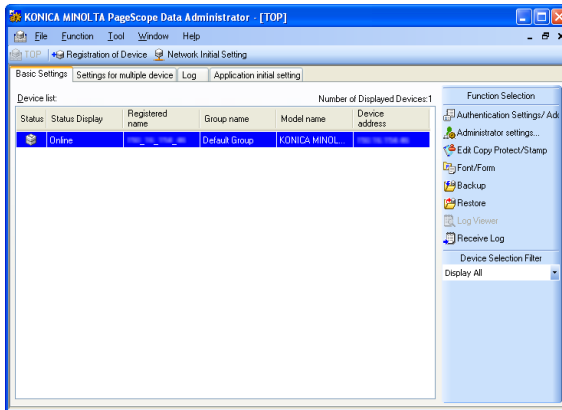 KONICA MINOLTA PageScope Data Administrator - [TOP]
File Function Tool Window Help
TOP Registration of Device Network Initial Setting
Basic Settings Settings for multiple device Log Application initial setting
Device list: Number of Displayed Devices:1
Status Status Display Registered name Group name Model name Device address
Online Default Group KONICA MINOL...
Function Selection
Authentication Settings/ Ad
Administrator settings...
Edit Copy Protect/Stamp
Font/Form
Backup
Restore
Log Viewer
Receive Log
Device Selection Filter
Display All